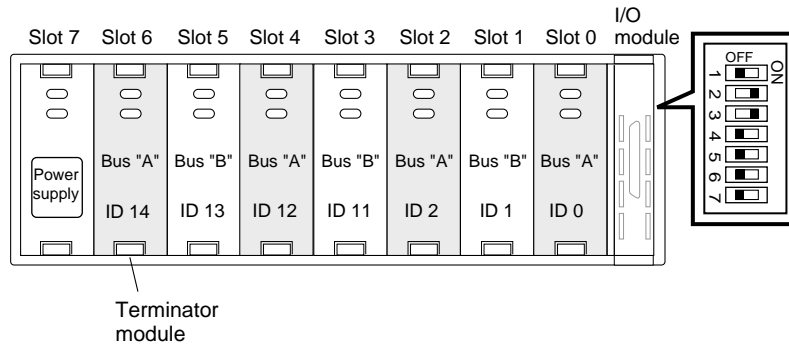 Slot 7 Slot 6 Slot 5 Slot 4 Slot 3 Slot 2 Slot 1 Slot 0 I/O module
OFF
ON
1
2
3
4
5
6
7
Power supply
Bus "A" Bus "B" Bus "A" Bus "B" Bus "A" Bus "B" Bus "A"
ID 14 ID 13 ID 12 ID 11 ID 2 ID 1 ID 0
Terminator
module